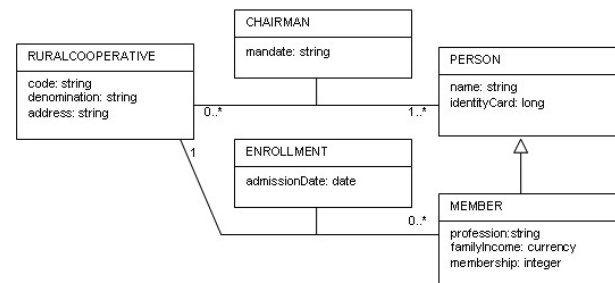 CHAIRMAN
mandate: string
RURALCOOPERATIVE
code: string
denomination: string
address: string
PERSON
name: string
identityCard: long
0..*
1..*
1
ENROLLMENT
admissionDate: date
0..*
MEMBER
profession:string
familyIncome: currency
membership: integer